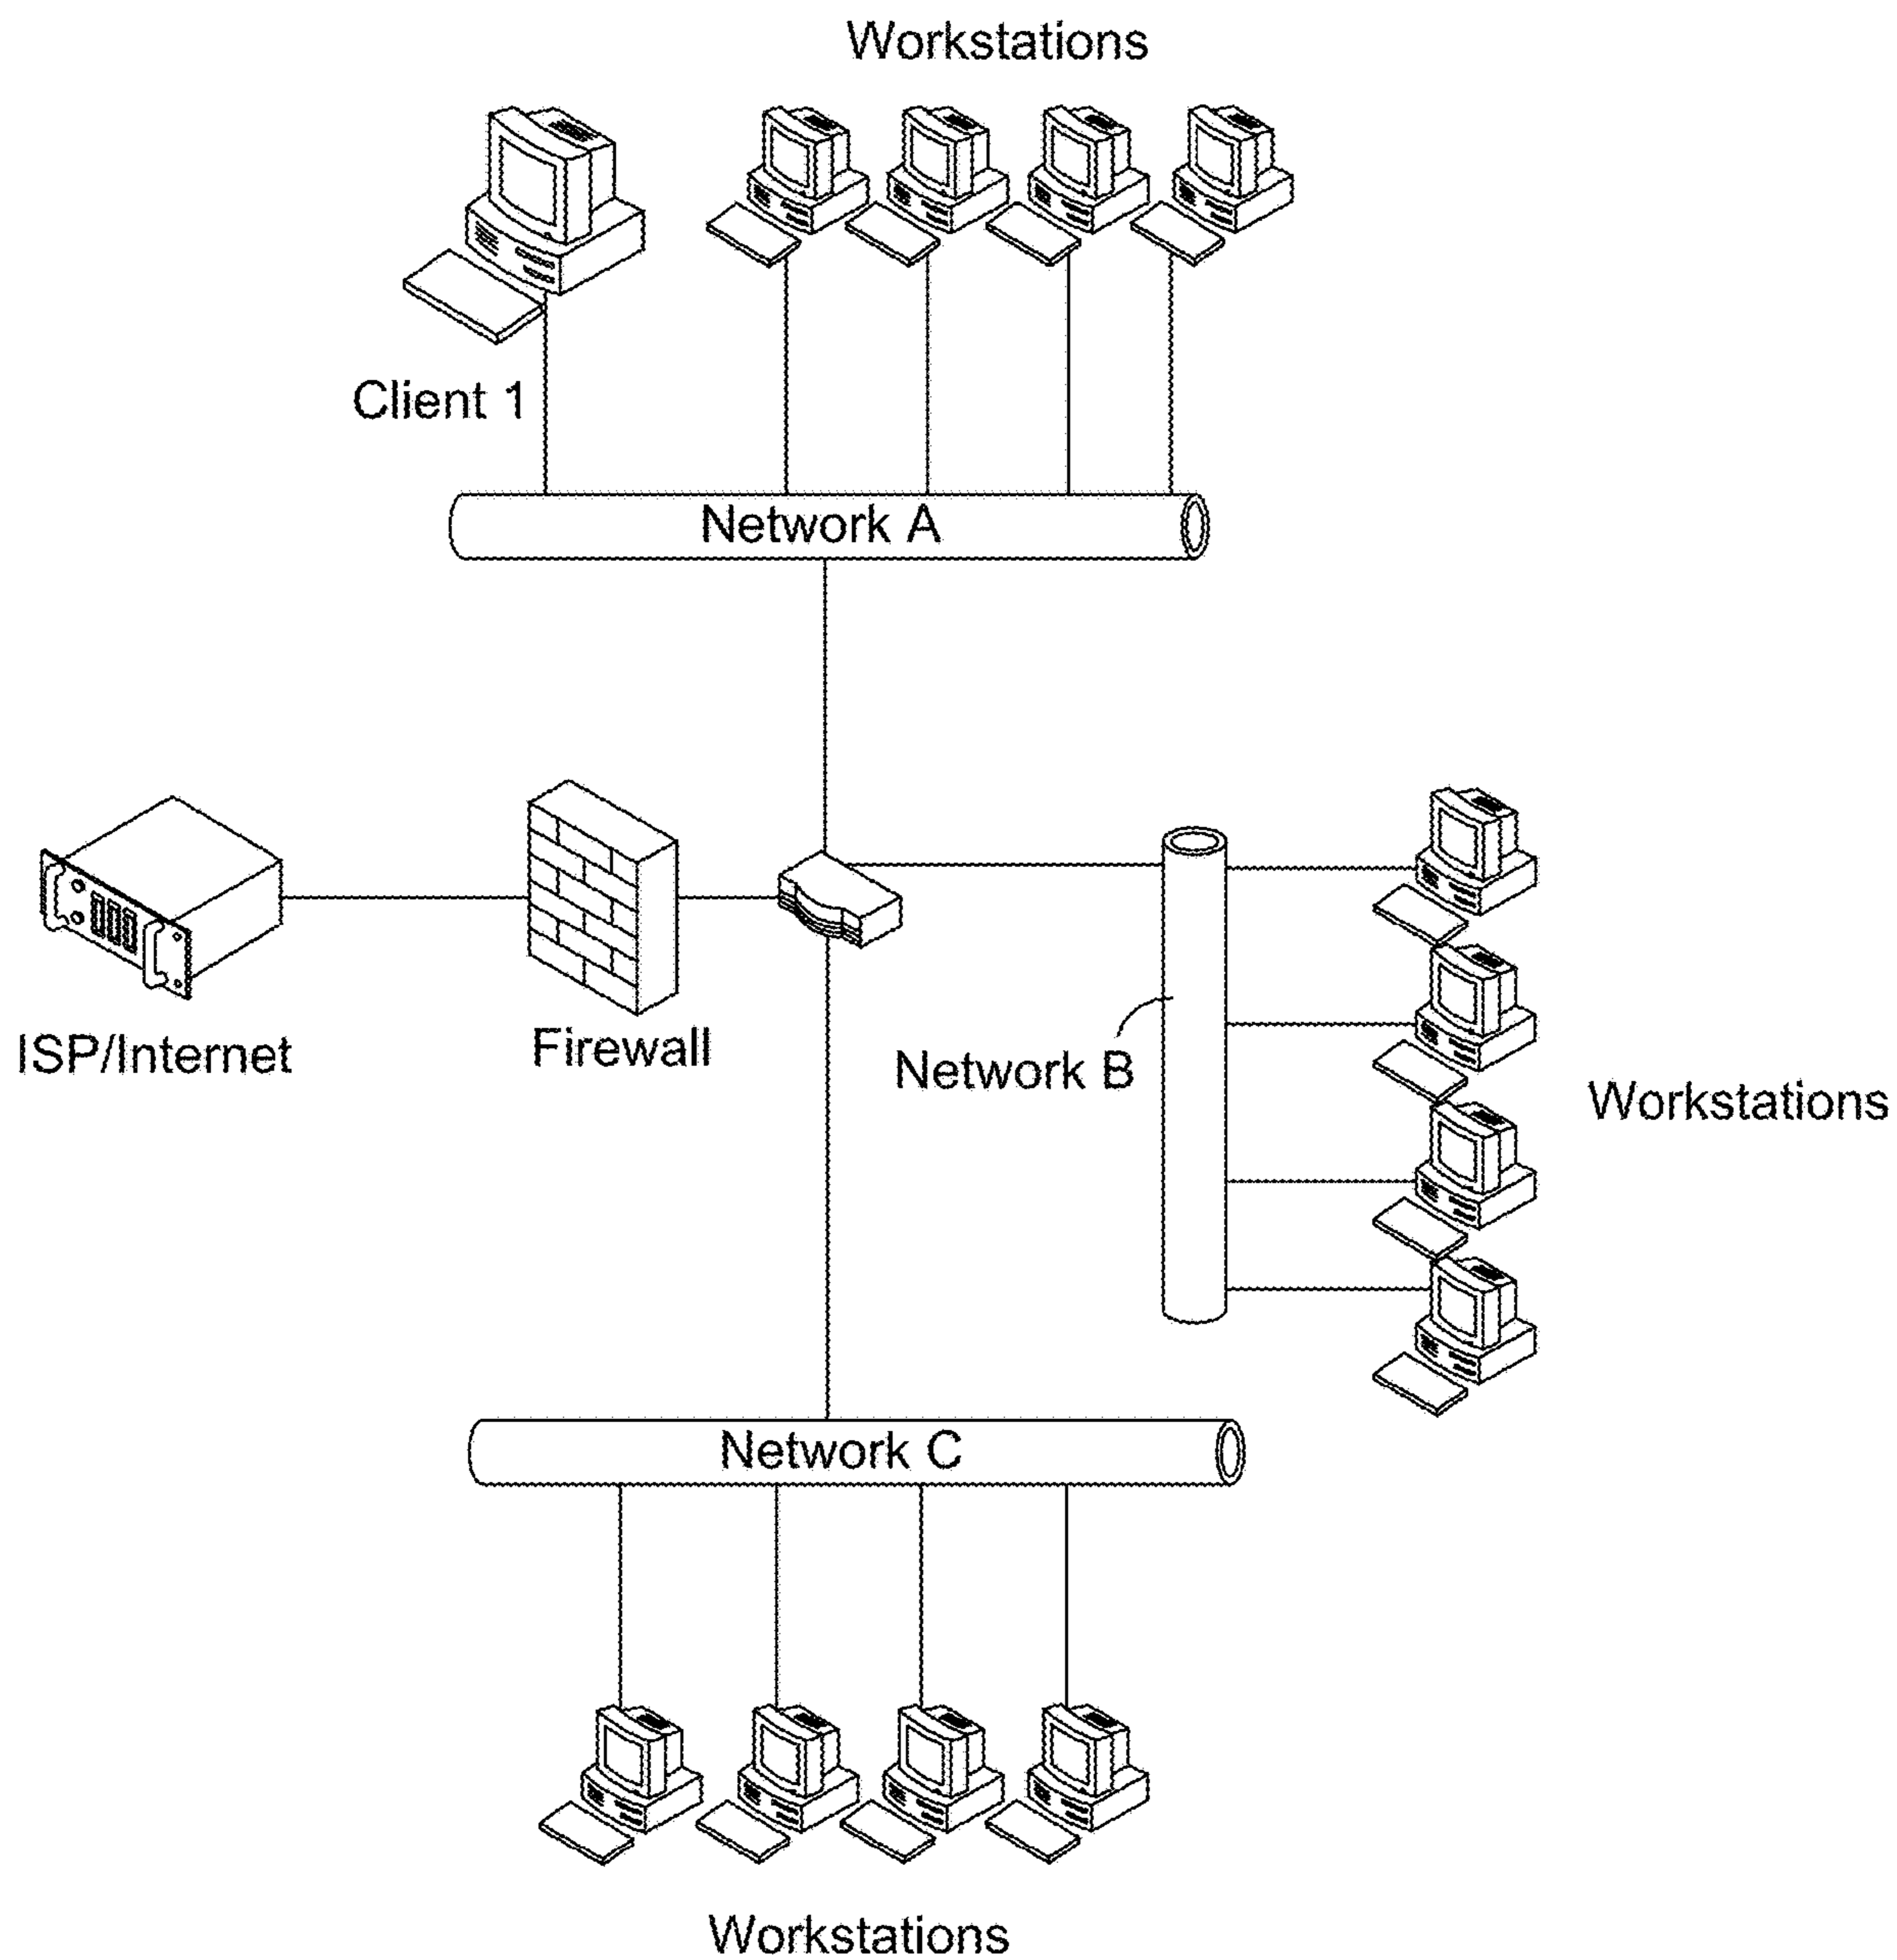 Workstations
Client 1
Network A
ISP/Internet
Firewall
Network B
Workstations
Network C
Workstations